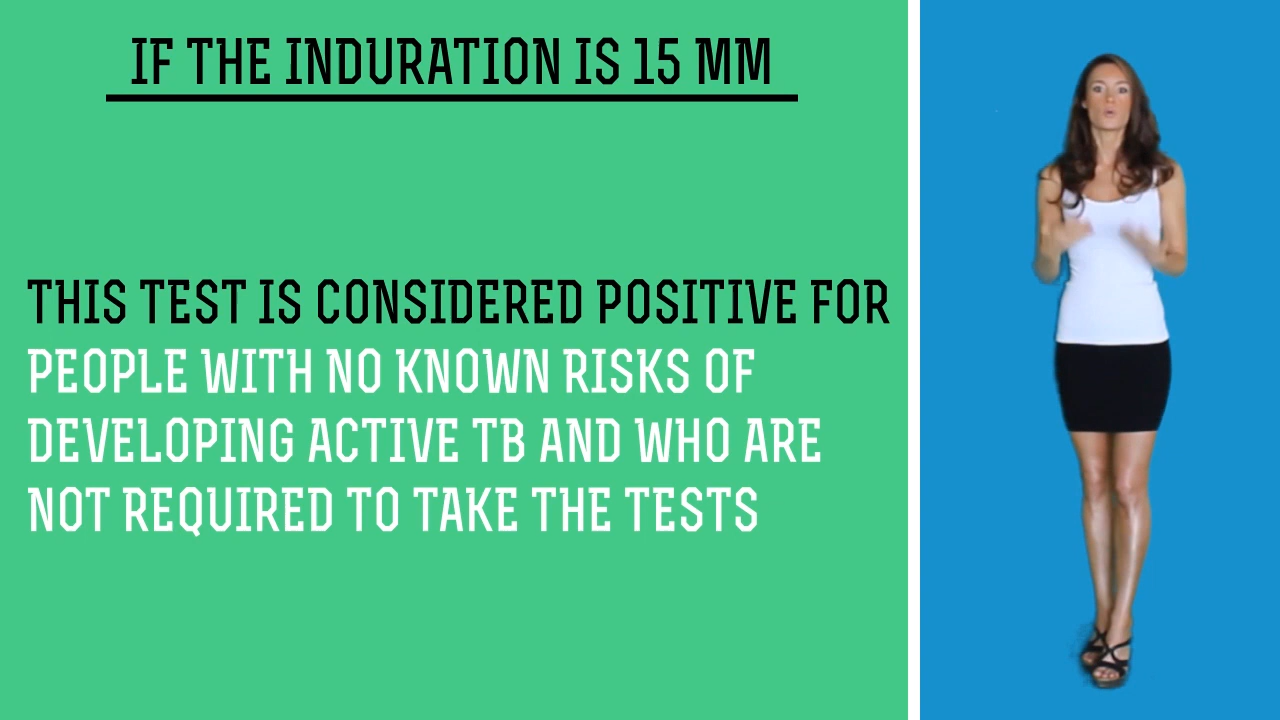 IF THE INDURATION IS 15 MM
THIS TEST IS CONSIDERED POSITIVE FOR
PEOPLE WITH NO KNOWN RISKS OF
DEVELOPING ACTIVE TB AND WHO ARE
NOT REQUIRED TO TAKE THE TESTS